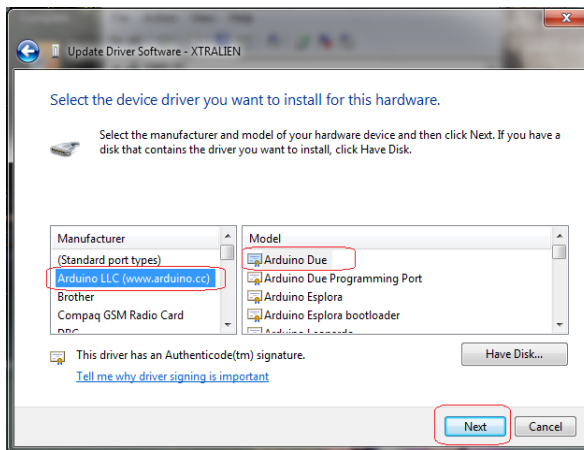 Update Driver Software - XTRALIEN
Select the device driver you want to install for this hardware.
Select the manufacturer and model of your hardware device and then click Next. If you have a
disk that contains the driver you want to install, click Have Disk.
Manufacturer
(Standard port types)
Arduino LLC (www.arduino.cc)
Brother
Compaq GSM Radio Card
Model
Arduino Due
Arduino Due Programming Port
Arduino Esplora
Arduino Esplora bootloader
Arduino Leonardo
This driver has an Authenticode(tm) signature.
Have Disk...
Tell me why driver signing is important
Next
Cancel